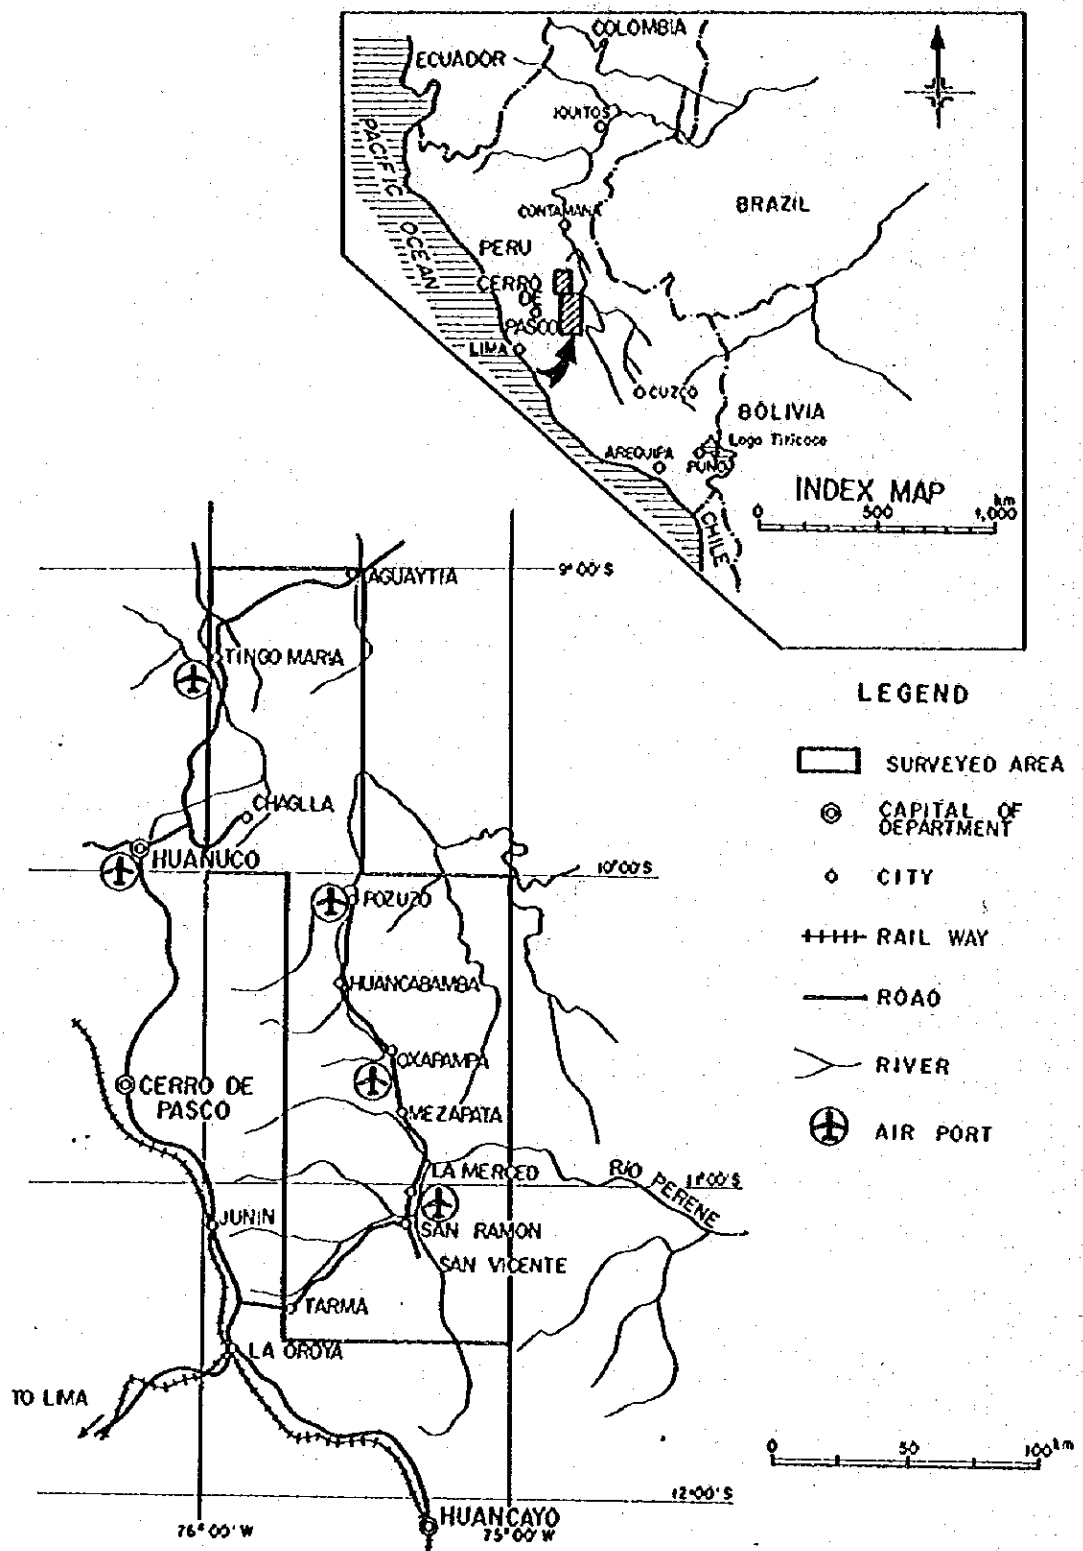 COLOMBIA
ECUADOR
IQUITOS
PACIFIC OCEAN
BRAZIL
CONTAMANA
PERU
CERRO
DE
PASCO
LIMA
CUZCO
BOLIVIA
Lago Titicaca
AREQUIPA
PUNO
INDEX MAP
km
0 500 1,000
CHILE
9°00'S
AGUAYTIA
TINGO MARIA
LEGEND
SURVEYED AREA
CHAGLLA
CAPITAL OF
DEPARTMENT
HUANUCO
10°00'S
CITY
POZUZO
RAIL WAY
HUANCABAMBA
ROAD
OXAPAMPA
RIVER
CERRO DE
PASCO
MEZAPATA
AIR PORT
LA MERCED
RIO PERENE
11°00'S
JUNIN
SAN RAMON
SAN VICENTE
TARMA
LA OROYA
TO LIMA
0 50 100km
12°00'S
HUANCAYO
76°00'W
75°00'W